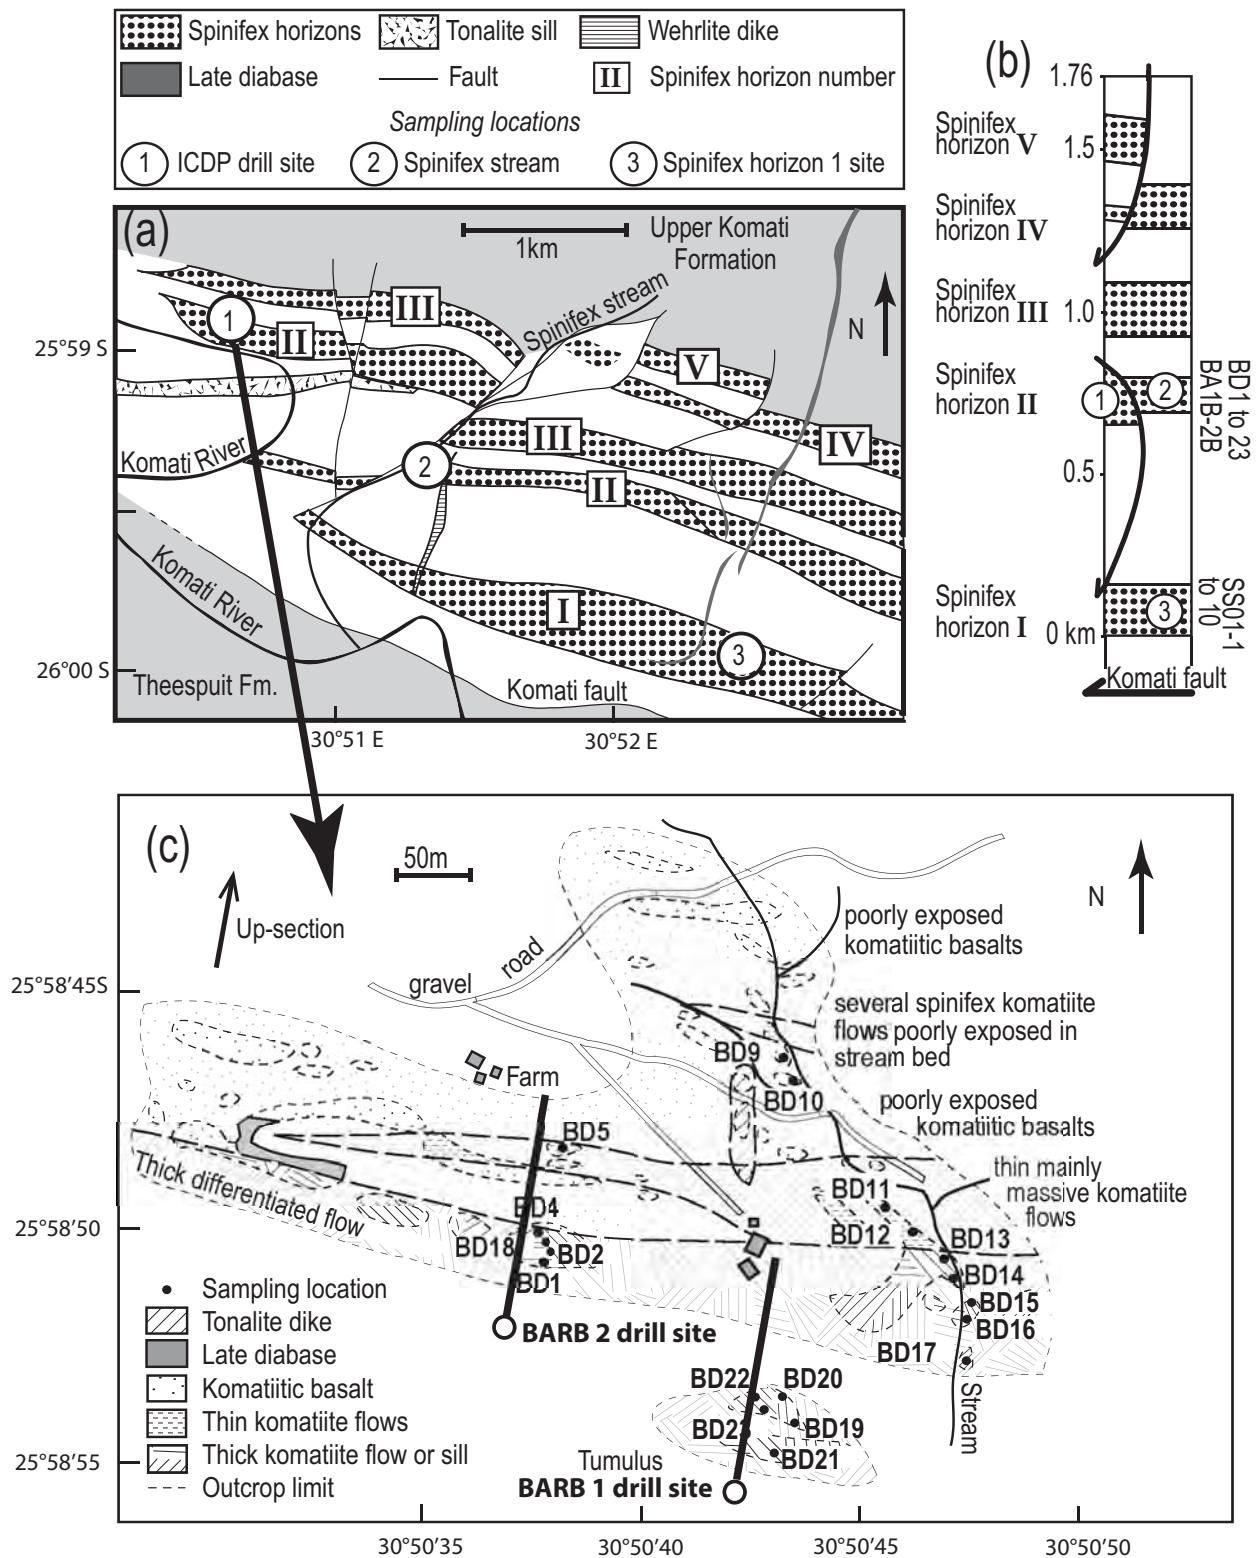 Spinifex horizons
Tonalite sill
Wehrlite dike
Late diabase
Fault
II
Spinifex horizon number
Sampling locations
1
ICDP drill site
2
Spinifex stream
3
Spinifex horizon 1 site
(a)
1km
Upper Komati
Formation
N
Spinifex stream
III
1
II
V
IV
III
2
II
I
3
Komati River
Komati River
Theespuit Fm.
Komati fault
25°59 S
26°00 S
30°51 E
30°52 E
(b)
1.76
Spinifex
horizon V
1.5
Spinifex
horizon IV
Spinifex
horizon III
1.0
Spinifex
horizon II
1
2
0.5
Spinifex
horizon I
0 km
3
BD1 to 23
BA1B-2B
SS01-1
to 10
Komati fault
(c)
50m
N
Up-section
poorly exposed
komatiitic basalts
gravel
road
25°58'45S
several spinifex komatiite
flows poorly exposed in
stream bed
BD9
BD10
Farm
poorly exposed
komatiitic basalts
BD5
thin mainly
massive komatiite
flows
Thick differentiated flow
BD11
BD4
25°58'50
BD12
BD13
BD18
BD2
BD14
BD1
BD15
BD16
BARB 2 drill site
BD17
BD22
BD20
BD23
BD19
BD21
Stream
Tumulus
BARB 1 drill site
Sampling location
Tonalite dike
Late diabase
Komatiitic basalt
Thin komatiite flows
Thick komatiite flow or sill
Outcrop limit
25°58'55
30°50'35
30°50'40
30°50'45
30°50'50